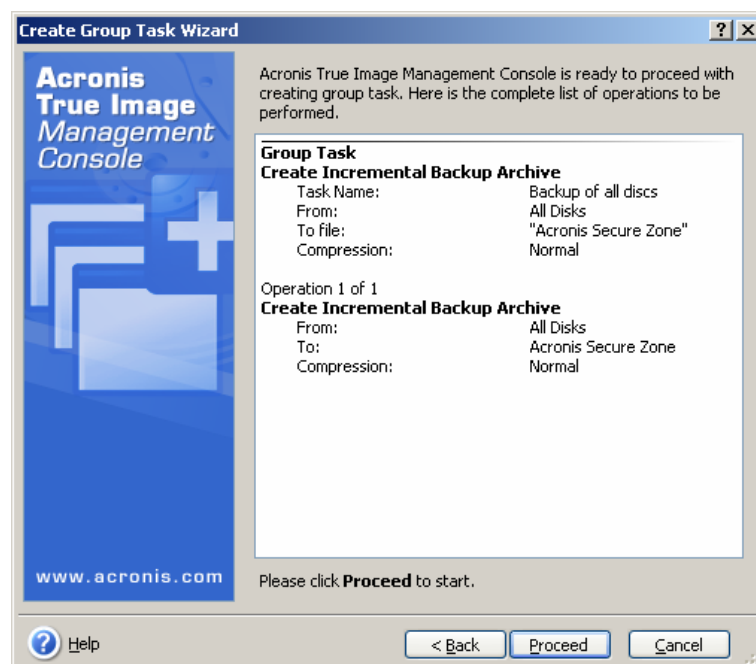 Create Group Task Wizard
Acronis
True Image
Management
Console
www.acronis.com
Acronis True Image Management Console is ready to proceed with
creating group task. Here is the complete list of operations to be
performed.
Group Task
Create Incremental Backup Archive
Task Name: Backup of all discs
From: All Disks
To file: "Acronis Secure Zone"
Compression: Normal
Operation 1 of 1
Create Incremental Backup Archive
From: All Disks
To: Acronis Secure Zone
Compression: Normal
Please click Proceed to start.
Help
< Back
Proceed
Cancel